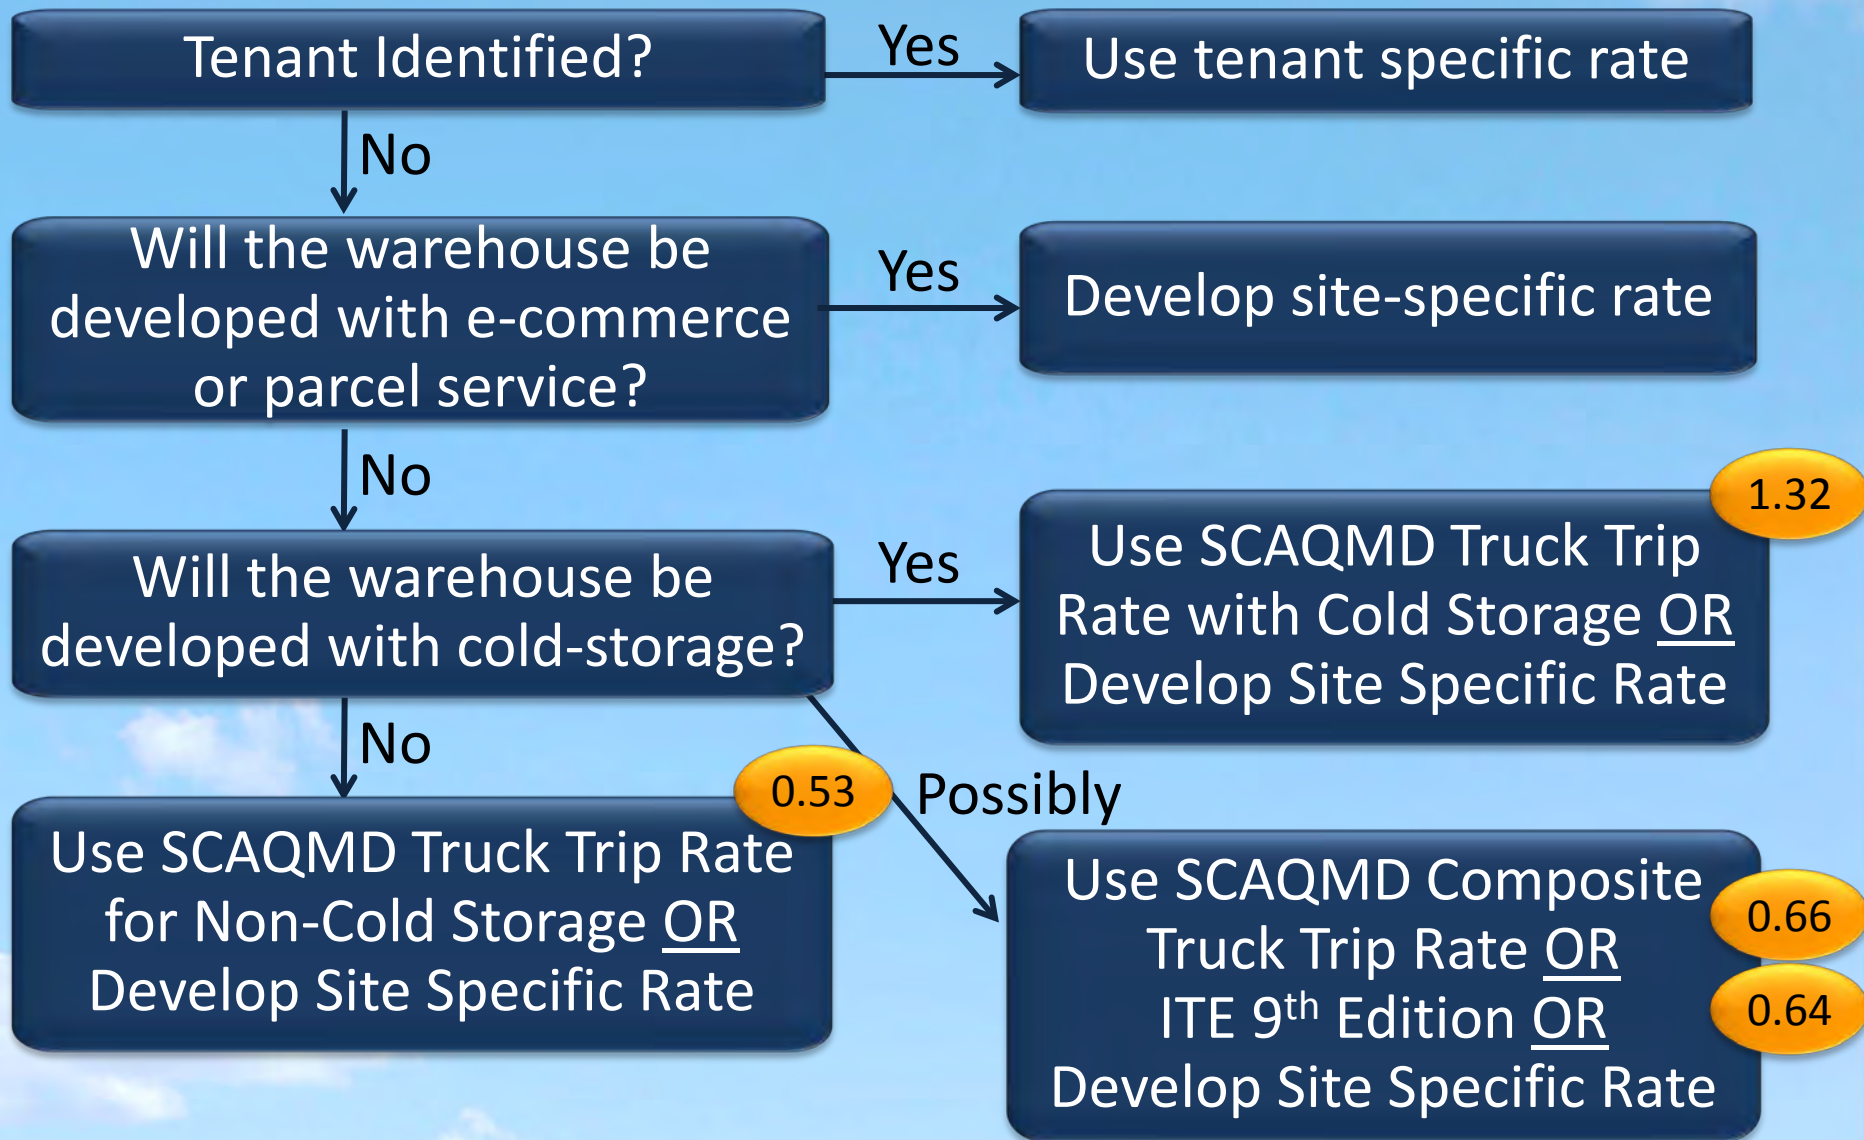 Tenant Identified?
Yes
Use tenant specific rate
No
Will the warehouse be
developed with e-commerce
or parcel service?
Yes
Develop site-specific rate
No
Will the warehouse be
developed with cold-storage?
Yes
1.32
Use SCAQMD Truck Trip
Rate with Cold Storage OR
Develop Site Specific Rate
No
0.53
Use SCAQMD Truck Trip Rate
for Non-Cold Storage OR
Develop Site Specific Rate
Possibly
Use SCAQMD Composite
Truck Trip Rate OR
ITE 9th Edition OR
Develop Site Specific Rate
0.66
0.64